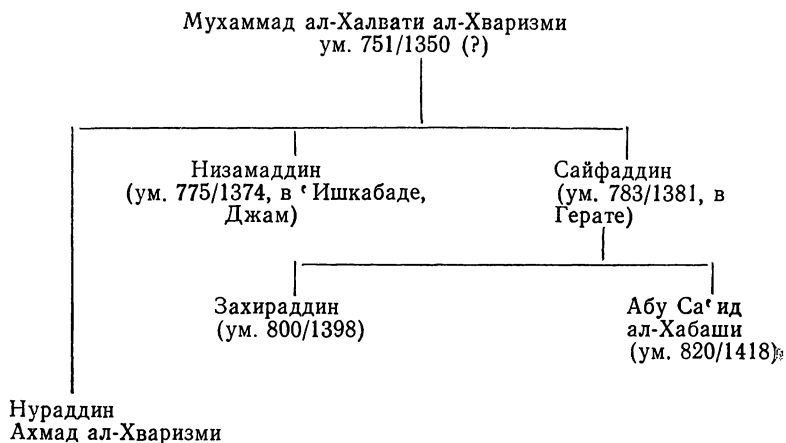 Мухаммад ал-Халвати ал-Хваризми
ум. 751/1350 (?)
Низамаддин
(ум. 775/1374, в ʿИшкабаде,
Джам)
Сайфаддин
(ум. 783/1381, в
Герате)
Захираддин
(ум. 800/1398)
Абу Саʿид
ал-Хабаши
(ум. 820/1418)
Нураддин
Ахмад ал-Хваризми